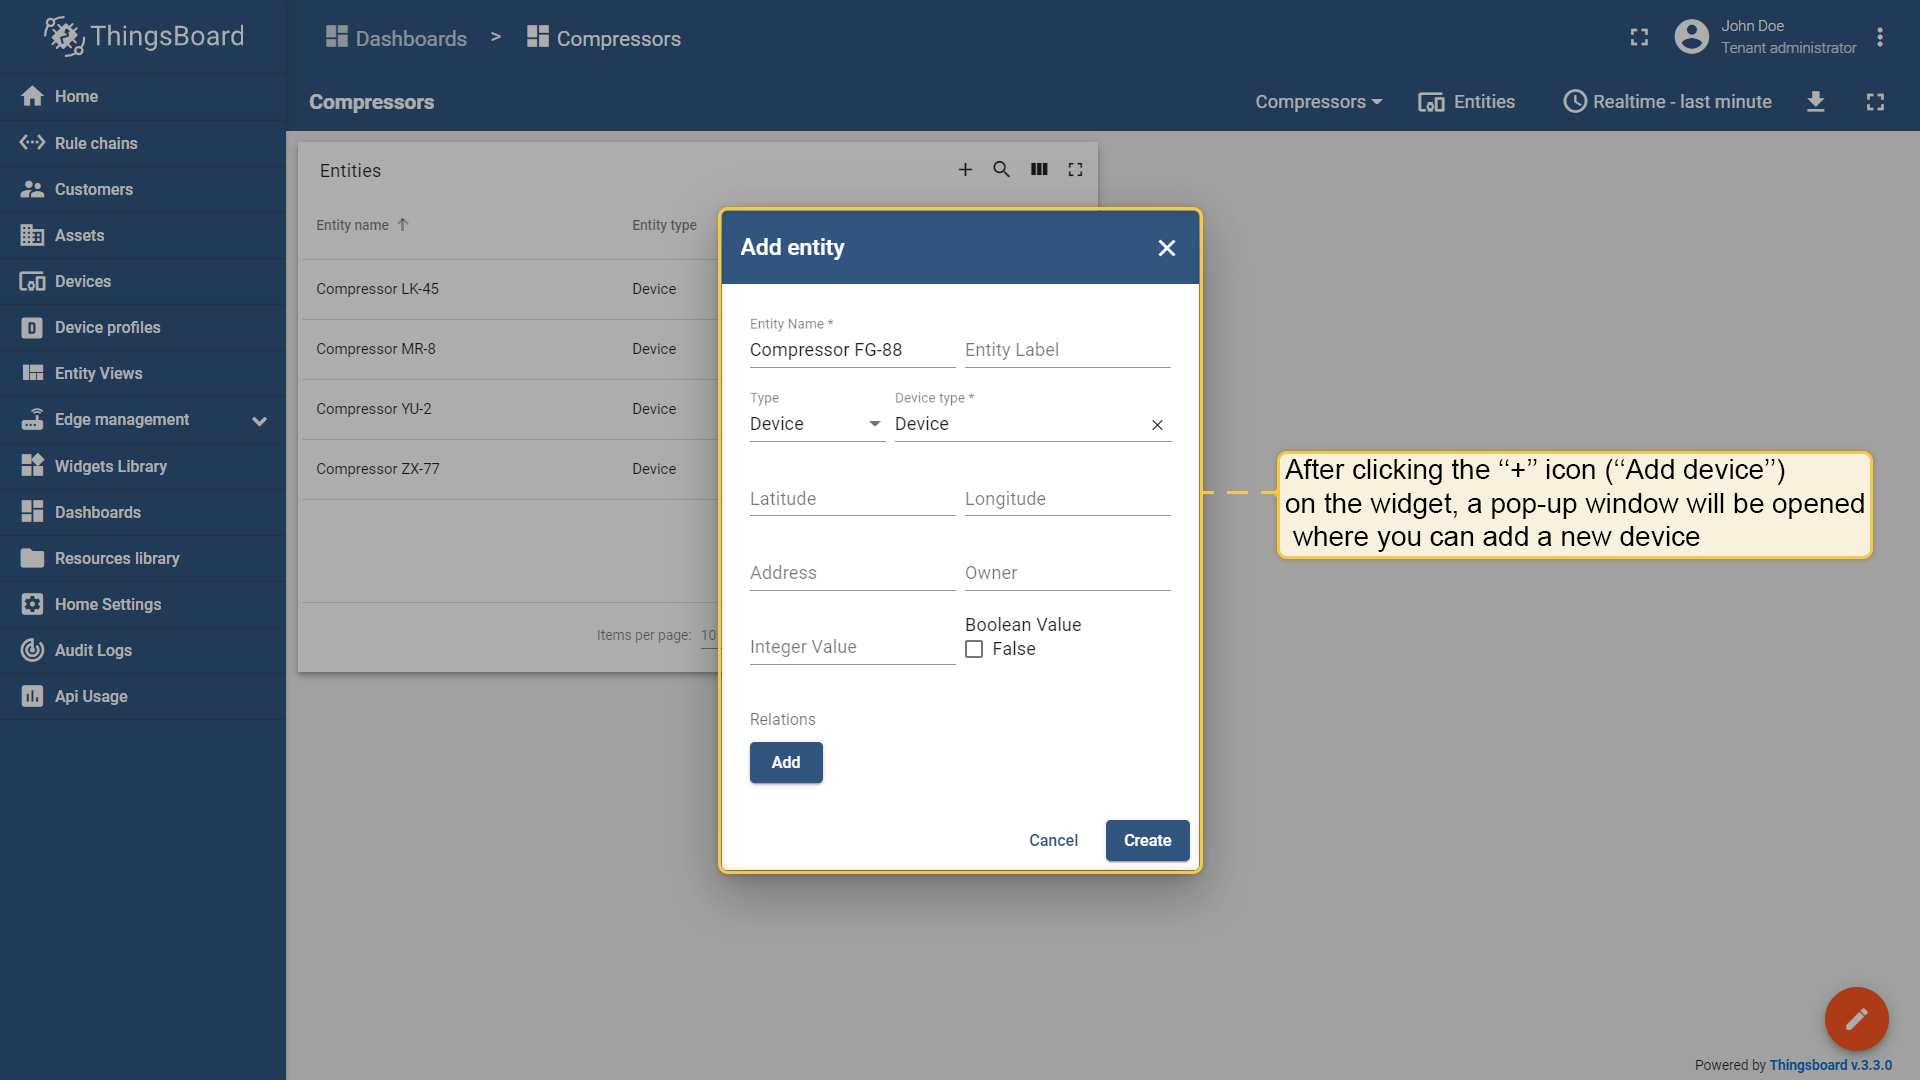 ThingsBoard
Dashboards > Compressors
John Doe
Tenant administrator
Compressors
Compressors
Entities
Realtime - last minute
Home
Rule chains
Customers
Assets
Devices
Device profiles
Entity Views
Edge management
Widgets Library
Dashboards
Resources library
Home Settings
Audit Logs
Api Usage
Entities
Entity name
Entity type
Compressor LK-45
Device
Compressor MR-8
Device
Compressor YU-2
Device
Compressor ZX-77
Device
Items per page: 10
Add entity
Entity Name *
Compressor FG-88
Entity Label
Type
Device
Device type *
Device
Latitude
Longitude
Address
Owner
Integer Value
Boolean Value
False
Relations
Add
Cancel
Create
After clicking the “+” icon (“Add device”)
on the widget, a pop-up window will be opened
where you can add a new device
Powered by Thingsboard v.3.3.0